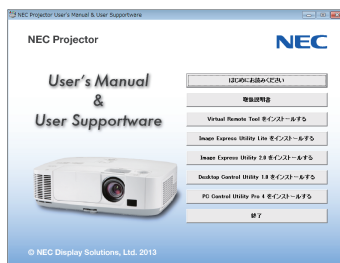 NEC Projector User's Manual & User Supportware
NEC Projector
NEC
User's Manual
&
User Supportware
はじめにお読みください
取扱説明書
Virtual Remote Tool をインストールする
Image Express Utility Lite をインストールする
Image Express Utility 2.0 をインストールする
Desktop Control Utility 1.0 をインストールする
PC Control Utility Pro 4 をインストールする
終了
© NEC Display Solutions, Ltd. 2013